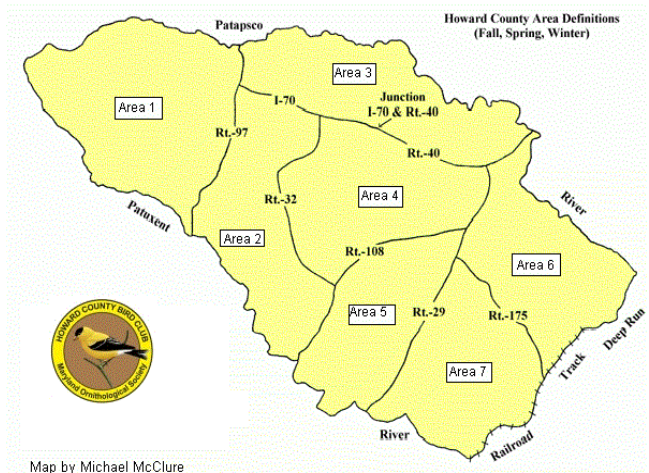 Howard County Area Definitions
(Fall, Spring, Winter)
Patapsco
Area 3
Area 1
I-70
Junction
I-70 & Rt.-40
Rt.-97
Rt.-40
Rt.-32
Area 4
River
Patuxent
Area 2
Rt.-108
Area 6
Area 5
Rt.-29
Rt.-175
Deep Run
Track
Area 7
River
Railroad
HOWARD COUNTY BIRD CLUB
Maryland Ornithological Society
Map by Michael McClure